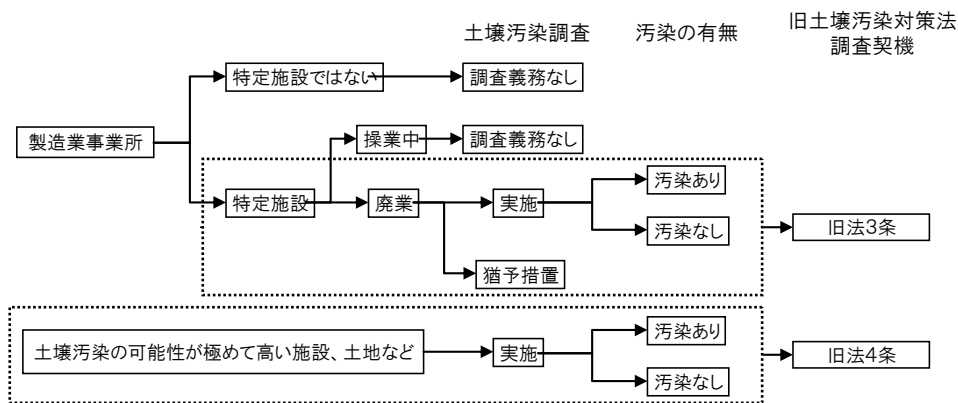 土壌汚染調査
汚染の有無
旧土壌汚染対策法
調査契機
特定施設ではない
調査義務なし
製造業事業所
操業中
調査義務なし
特定施設
廃業
実施
汚染あり
汚染なし
旧法3条
猶予措置
土壌汚染の可能性が極めて高い施設、土地など
実施
汚染あり
汚染なし
旧法4条